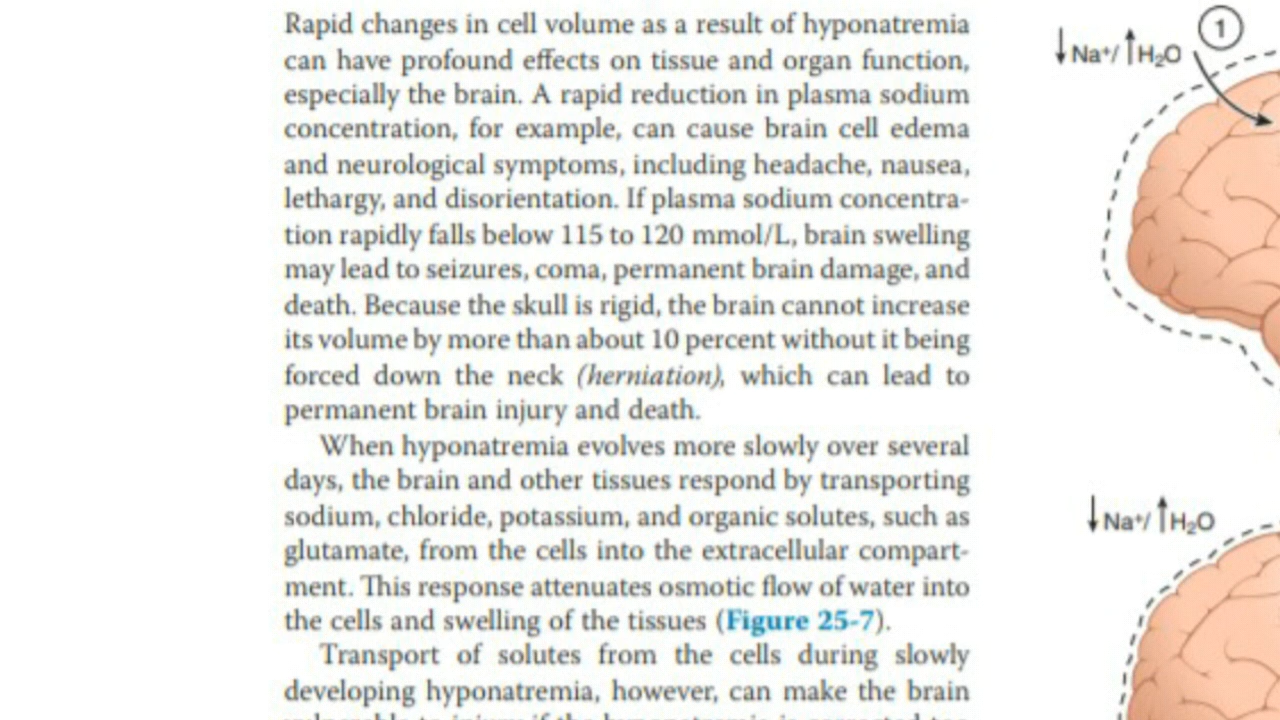 Rapid changes in cell volume as a result of hyponatremia
can have profound effects on tissue and organ function,
especially the brain. A rapid reduction in plasma sodium
concentration, for example, can cause brain cell edema
and neurological symptoms, including headache, nausea,
lethargy, and disorientation. If plasma sodium concentra-
tion rapidly falls below 115 to 120 mmol/L, brain swelling
may lead to seizures, coma, permanent brain damage, and
death. Because the skull is rigid, the brain cannot increase
its volume by more than about 10 percent without it being
forced down the neck (herniation), which can lead to
permanent brain injury and death.
When hyponatremia evolves more slowly over several
days, the brain and other tissues respond by transporting
sodium, chloride, potassium, and organic solutes, such as
glutamate, from the cells into the extracellular compart-
ment. This response attenuates osmotic flow of water into
the cells and swelling of the tissues (Figure 25-7).
Transport of solutes from the cells during slowly
developing hyponatremia, however, can make the brain
1
↓Na⁺/ ↑H₂O
↓Na⁺/ ↑H₂O